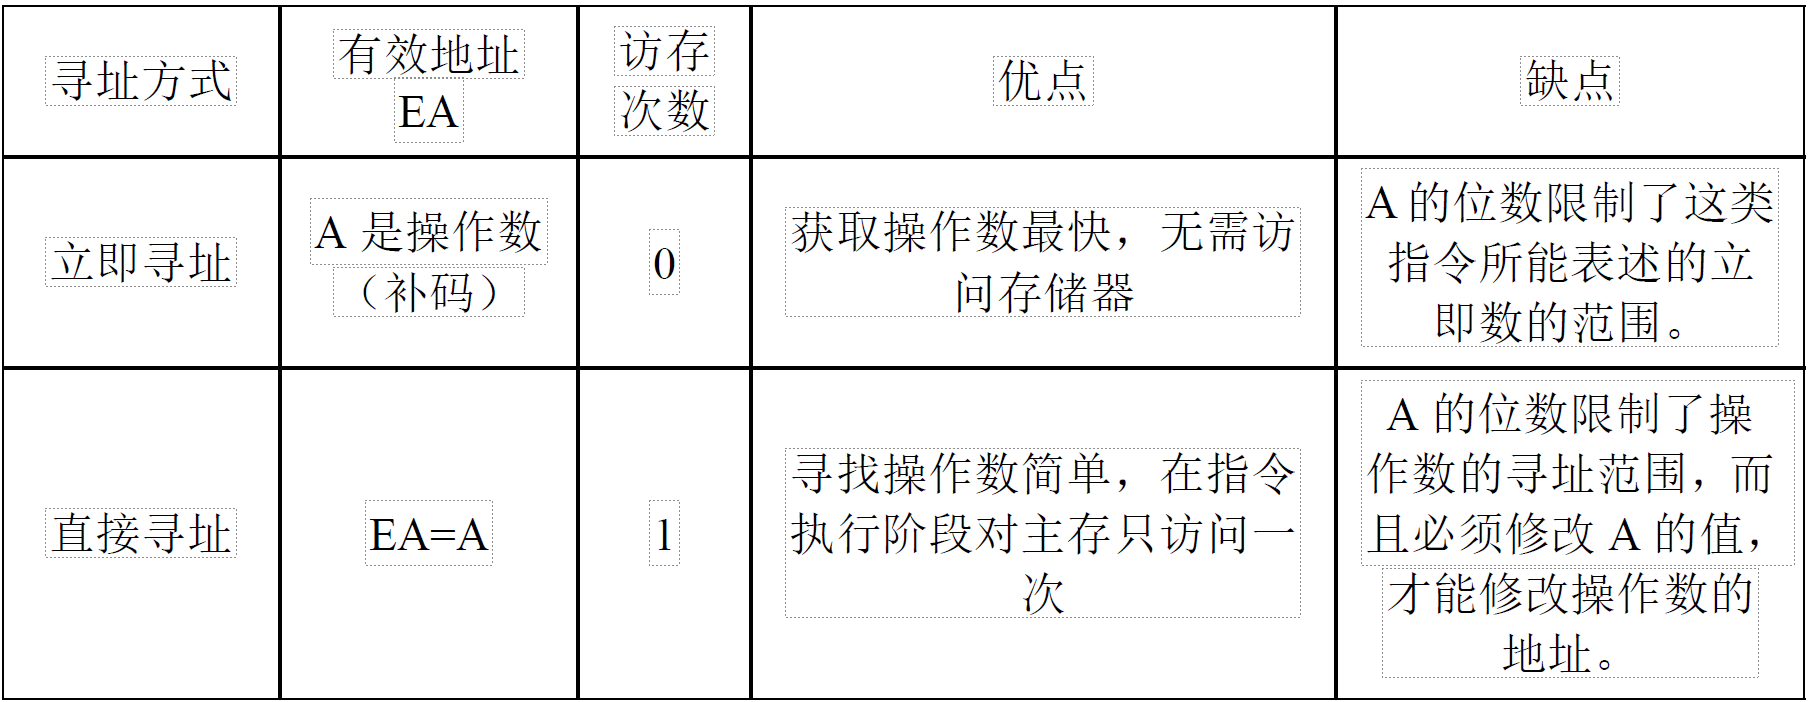 寻址方式
有效地址
EA
访存
次数
优点
缺点
立即寻址
A 是操作数
（补码）
0
获取操作数最快，无需访
问存储器
A 的位数限制了这类
指令所能表述的立
即数的范围。
直接寻址
EA=A
1
寻找操作数简单，在指令
执行阶段对主存只访问一
次
A 的位数限制了操
作数的寻址范围，而
且必须修改 A 的值，
才能修改操作数的
地址。